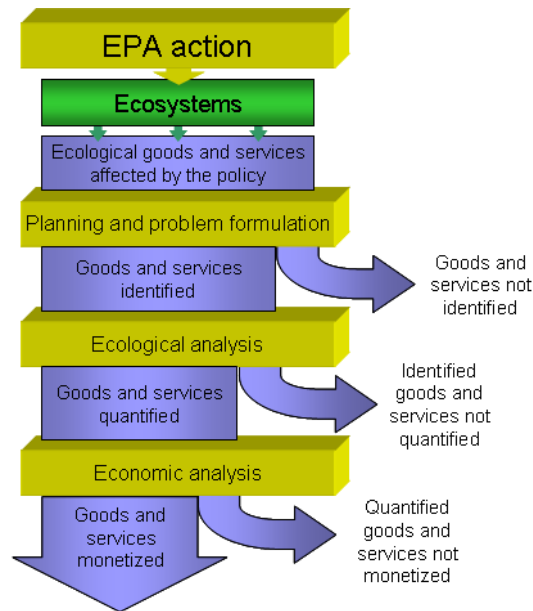 EPA action
Ecosystems
Ecological goods and services
affected by the policy
Planning and problem formulation
Goods and services
identified
Goods and
services not
identified
Ecological analysis
Goods and services
quantified
Identified
goods and
services not
quantified
Economic analysis
Goods and
services
monetized
Quantified
goods and
services not
monetized